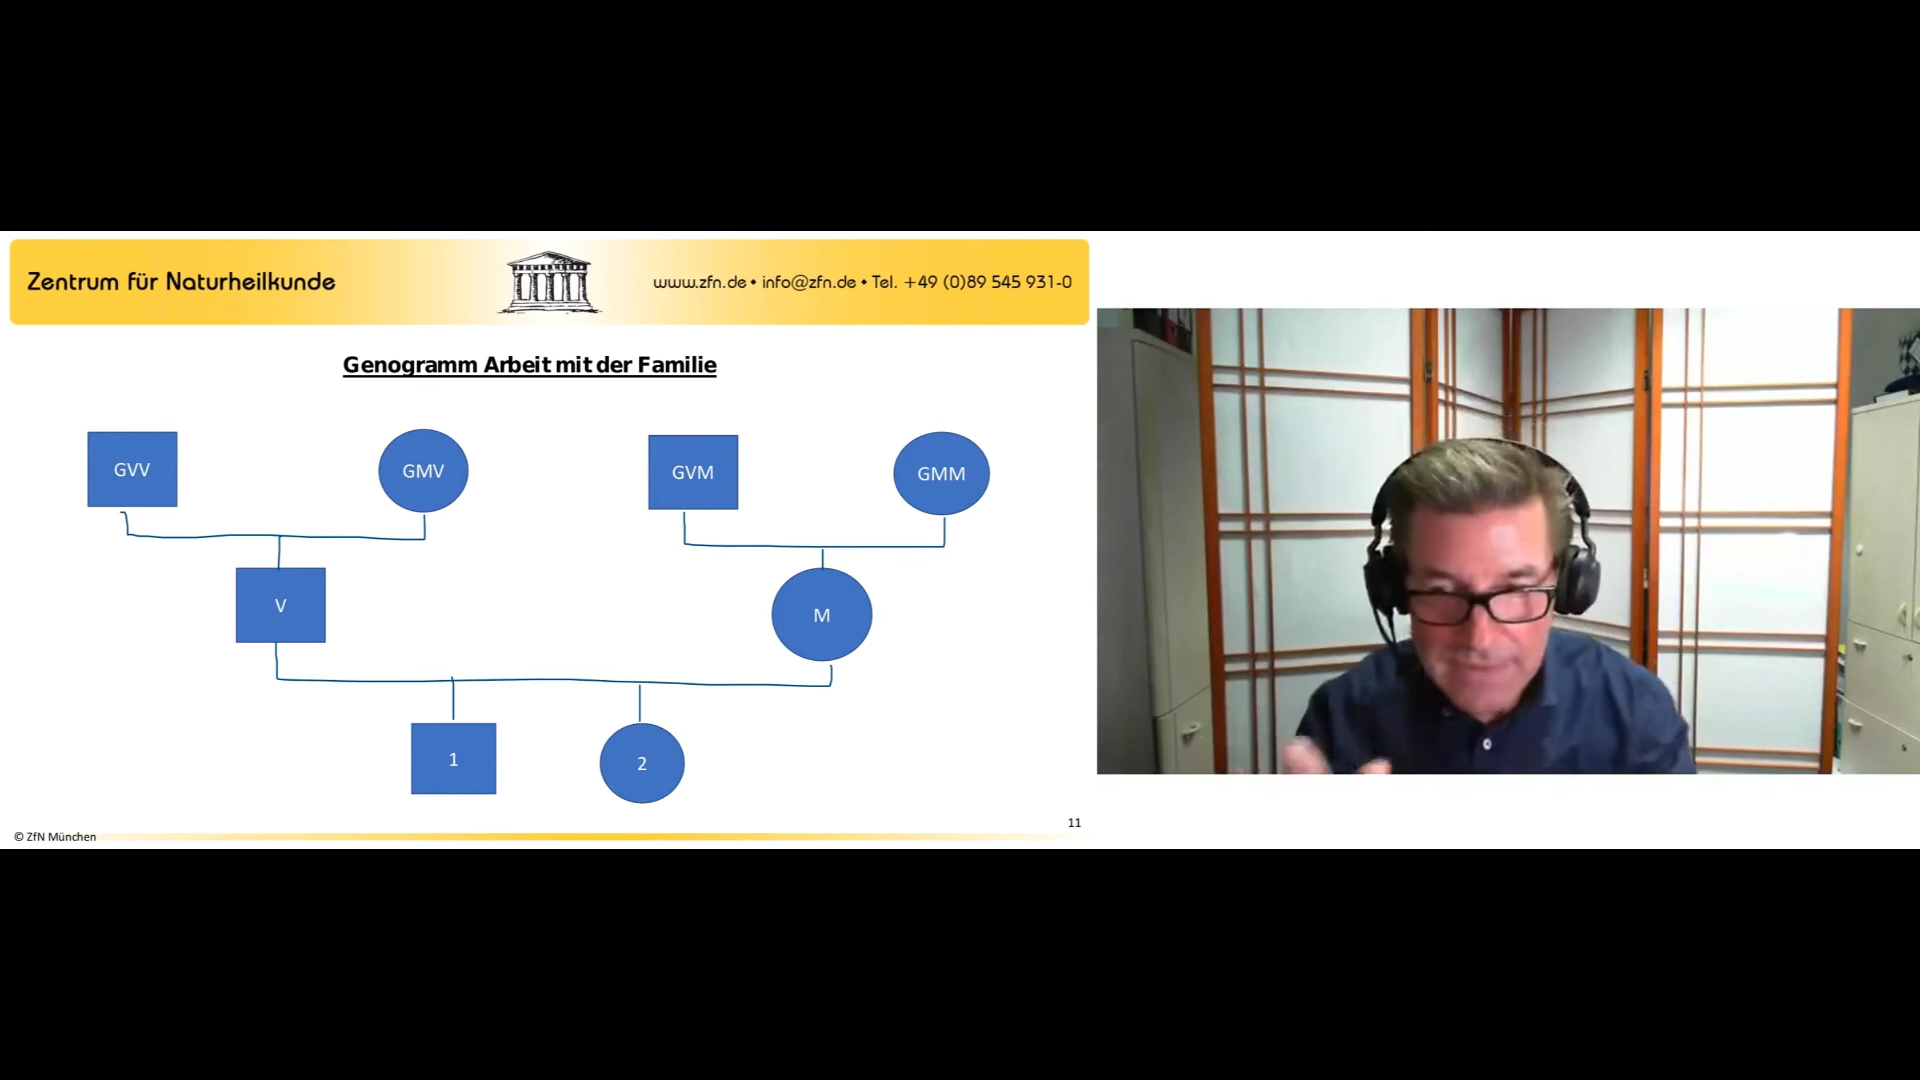 Zentrum für Naturheilkunde
www.zfn.de • info@zfn.de • Tel. +49 (0)89 545 931-0
Genogramm Arbeit mit der Familie
GVV
GMV
GVM
GMM
V
M
1
2
11
© ZfN München